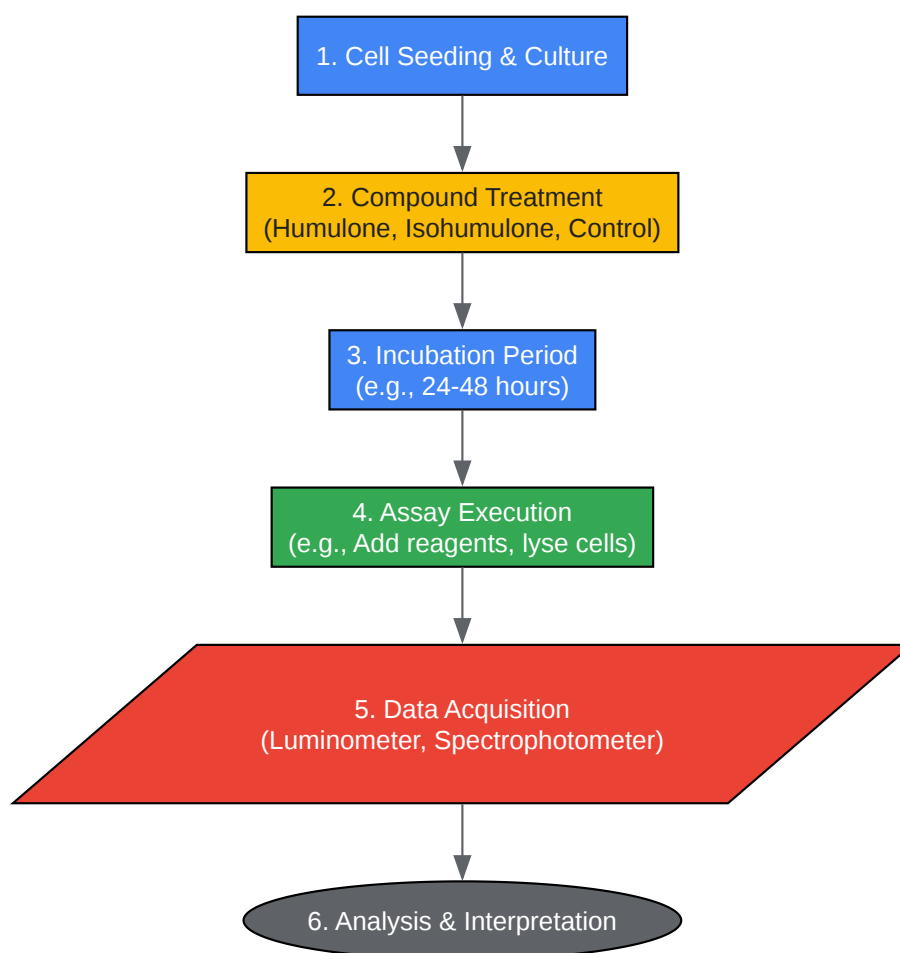 1. Cell Seeding & Culture
2. Compound Treatment
(Humulone, Isohumulone, Control)
3. Incubation Period
(e.g., 24-48 hours)
4. Assay Execution
(e.g., Add reagents, lyse cells)
5. Data Acquisition
(Luminometer, Spectrophotometer)
6. Analysis & Interpretation